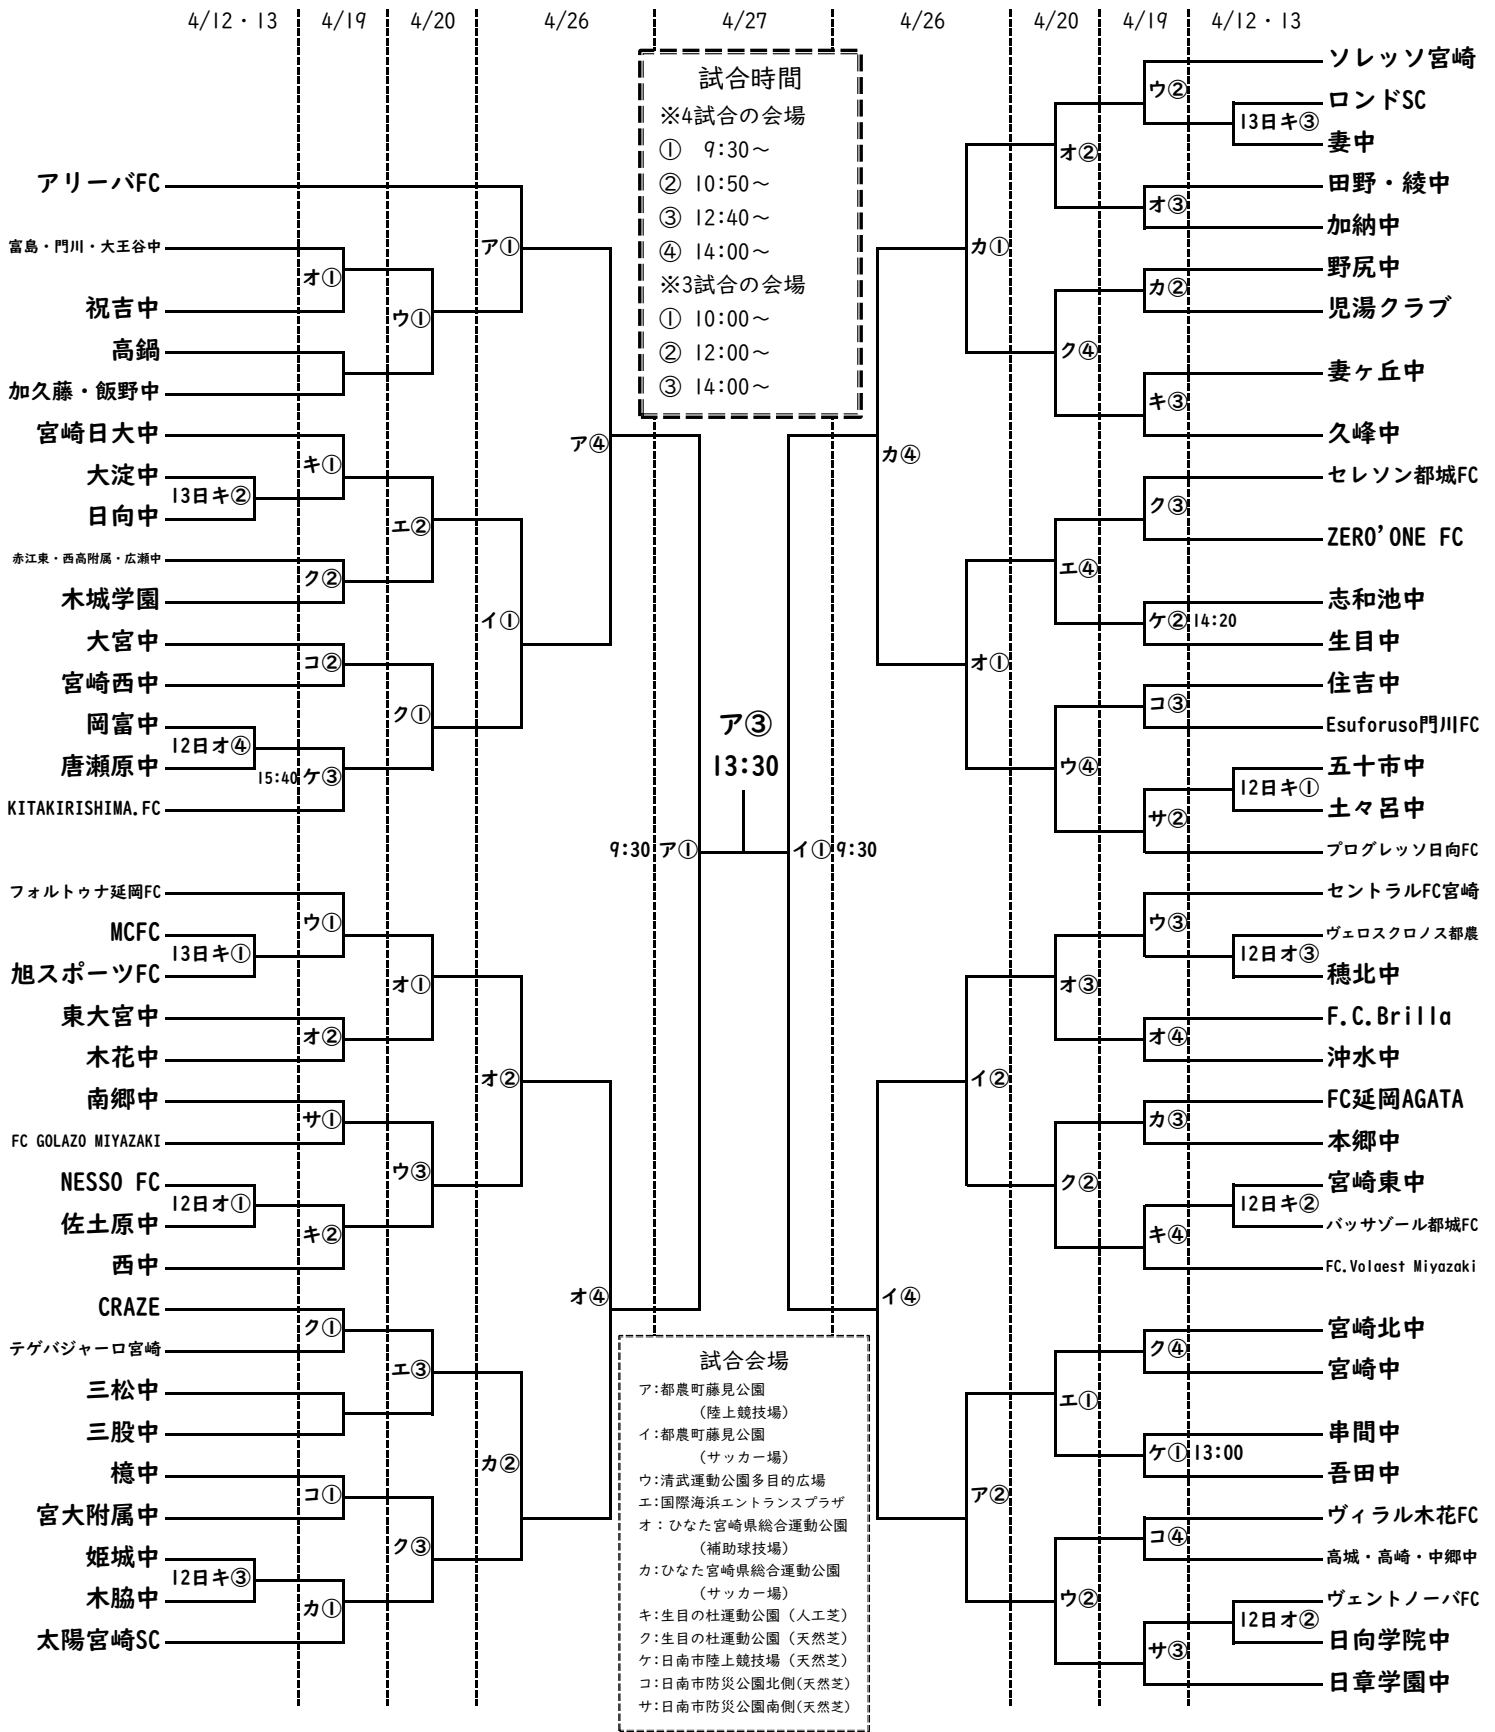 4/12・13 4/19 4/20 4/26 4/27 4/26 4/20 4/19 4/12・13
アリーバFC
富島・門川・大王谷中
祝吉中
高鍋
加久藤・飯野中
宮崎日大中
大淀中
日向中
赤江東・西高附属・広瀬中
木城学園
大宮中
宮崎西中
岡富中
唐瀬原中
KITAKIRISHIMA.FC
フォルトゥナ延岡FC
MCFC
旭スポーツFC
東大宮中
木花中
南郷中
FC GOLAZO MIYAZAKI
NESSO FC
佐土原中
西中
CRAZE
テゲバジャーロ宮崎
三松中
三股中
檍中
宮大附属中
姫城中
木脇中
太陽宮崎SC
13日キ②
12日オ④
13日キ①
12日オ①
12日キ③
オ①
キ①
ク②
コ②
15:40 ケ③
ウ①
オ②
サ①
キ②
ク①
コ①
カ①
ウ①
エ②
ク①
オ①
ウ③
エ③
ク③
ア①
イ①
オ②
カ②
ア④
オ④
試合時間
※4試合の会場
① 9:30～
② 10:50～
③ 12:40～
④ 14:00～
※3試合の会場
① 10:00～
② 12:00～
③ 14:00～
ア③
13:30
9:30 ア①
イ① 9:30
試合会場
ア:都農町藤見公園
(陸上競技場)
イ:都農町藤見公園
(サッカー場)
ウ:清武運動公園多目的広場
エ:国際海浜エントランスプラザ
オ:ひなた宮崎県総合運動公園
(補助球技場)
カ:ひなた宮崎県総合運動公園
(サッカー場)
キ:生目の杜運動公園(人工芝)
ク:生目の杜運動公園(天然芝)
ケ:日南市陸上競技場(天然芝)
コ:日南市防災公園北側(天然芝)
サ:日南市防災公園南側(天然芝)
カ④
イ④
カ①
オ①
イ②
ア②
オ②
ク④
エ④
ウ④
オ③
ク②
エ①
ウ②
ウ②
オ③
カ②
キ③
ク③
ケ② 14:20
コ③
サ②
ウ③
オ④
カ③
キ④
ク④
ケ① 13:00
コ④
サ③
13日キ③
12日キ①
12日オ③
12日キ②
12日オ②
ソレッソ宮崎
ロンドSC
妻中
田野・綾中
加納中
野尻中
児湯クラブ
妻ヶ丘中
久峰中
セレソン都城FC
ZERO'ONE FC
志和池中
生目中
住吉中
Esuforuso門川FC
五十市中
土々呂中
プログレッソ日向FC
セントラルFC宮崎
ヴェロスクロノス都農
穂北中
F.C.Brilla
沖水中
FC延岡AGATA
本郷中
宮崎東中
バッサゾール都城FC
FC.Volaest Miyazaki
宮崎北中
宮崎中
串間中
吾田中
ヴィラル木花FC
高城・高崎・中郷中
ヴェントノーバFC
日向学院中
日章学園中